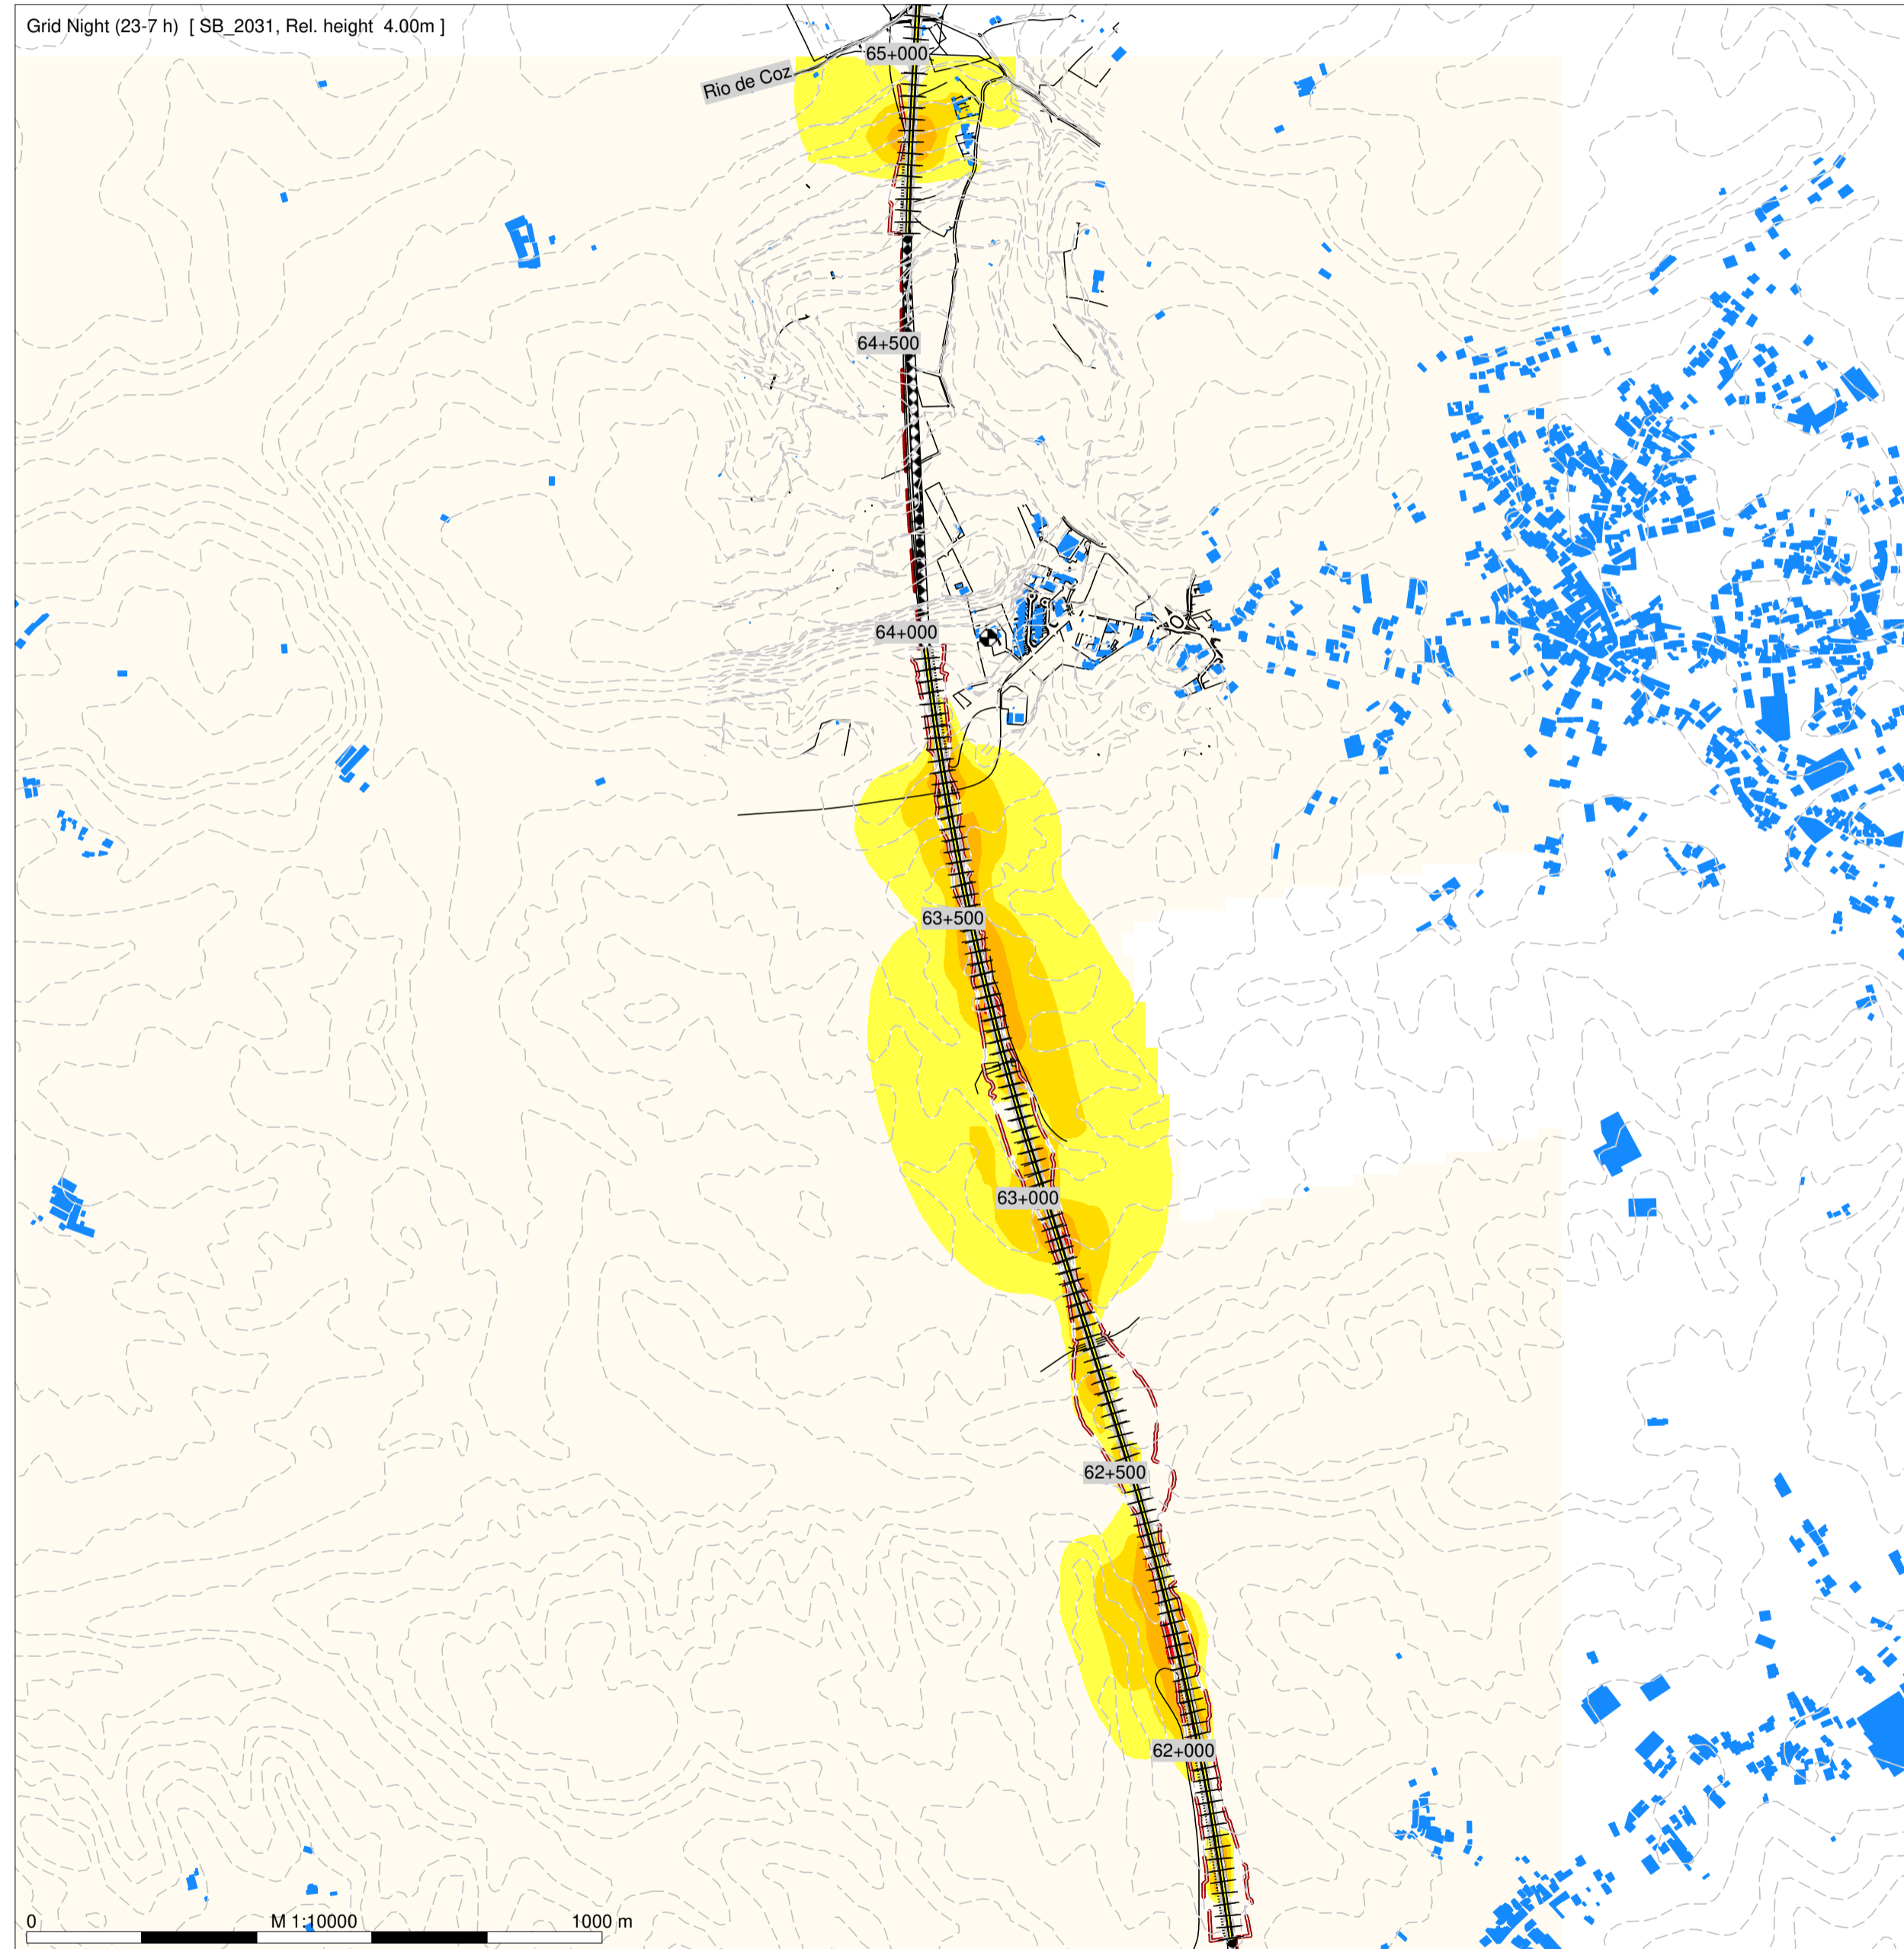 Grid Night (23-7 h) [ SB_2031, Rel. height 4.00m ]
65+000
Rio de Coz
64+500
64+000
63+500
63+000
62+500
62+000
0 M 1:10000 1000 m